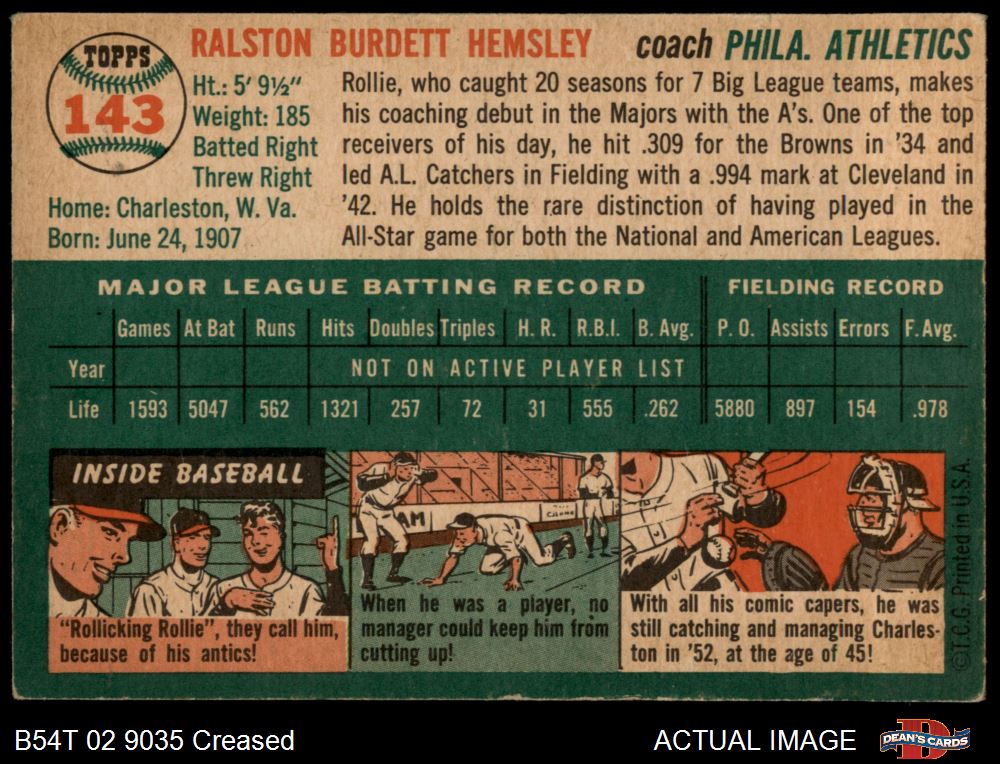 TOPPS
143
RALSTON BURDETT HEMSLEY coach PHILA. ATHLETICS
Ht.: 5' 9½"
Weight: 185
Batted Right
Threw Right
Home: Charleston, W. Va.
Born: June 24, 1907
Rollie, who caught 20 seasons for 7 Big League teams, makes
his coaching debut in the Majors with the A's. One of the top
receivers of his day, he hit .309 for the Browns in '34 and
led A.L. Catchers in Fielding with a .994 mark at Cleveland in
'42. He holds the rare distinction of having played in the
All-Star game for both the National and American Leagues.
MAJOR LEAGUE BATTING RECORD FIELDING RECORD
Games At Bat Runs Hits Doubles Triples H. R. R.B.I. B. Avg. P. O. Assists Errors F. Avg.
Year NOT ON ACTIVE PLAYER LIST
Life 1593 5047 562 1321 257 72 31 555 .262 5880 897 154 .978
INSIDE BASEBALL
"Rollicking Rollie", they call him,
because of his antics!
AM
When he was a player, no
manager could keep him from
cutting up!
With all his comic capers, he was
still catching and managing Charles-
ton in '52, at the age of 45!
©T.C.G. Printed in U.S.A.
B54T 02 9035 Creased
ACTUAL IMAGE
D
DEAN'S CARDS